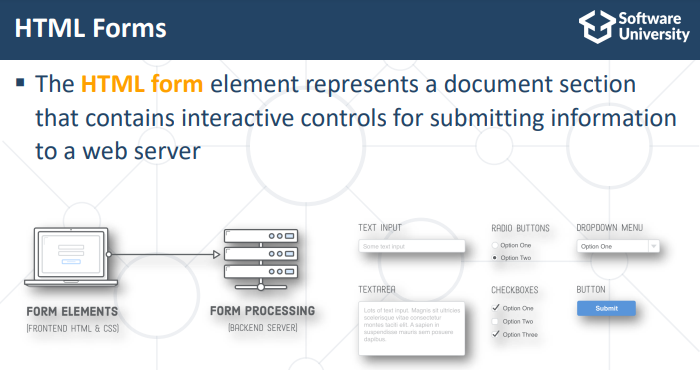 HTML Forms
Software
University
▪ The HTML form element represents a document section
that contains interactive controls for submitting information
to a web server
FORM ELEMENTS
(FRONTEND HTML & CSS)
FORM PROCESSING
(BACKEND SERVER)
TEXT INPUT
Some text input
RADIO BUTTONS
Option One
Option Two
DROPDOWN MENU
Option One
TEXTAREA
Lots of text input. Magna sit ultricies
scelerisque vitae consectetur
montes taciti elit. A sapien in
suspendisse mauris sem posuere
dapibus.
CHECKBOXES
Option One
Option Two
Option Three
BUTTON
Submit